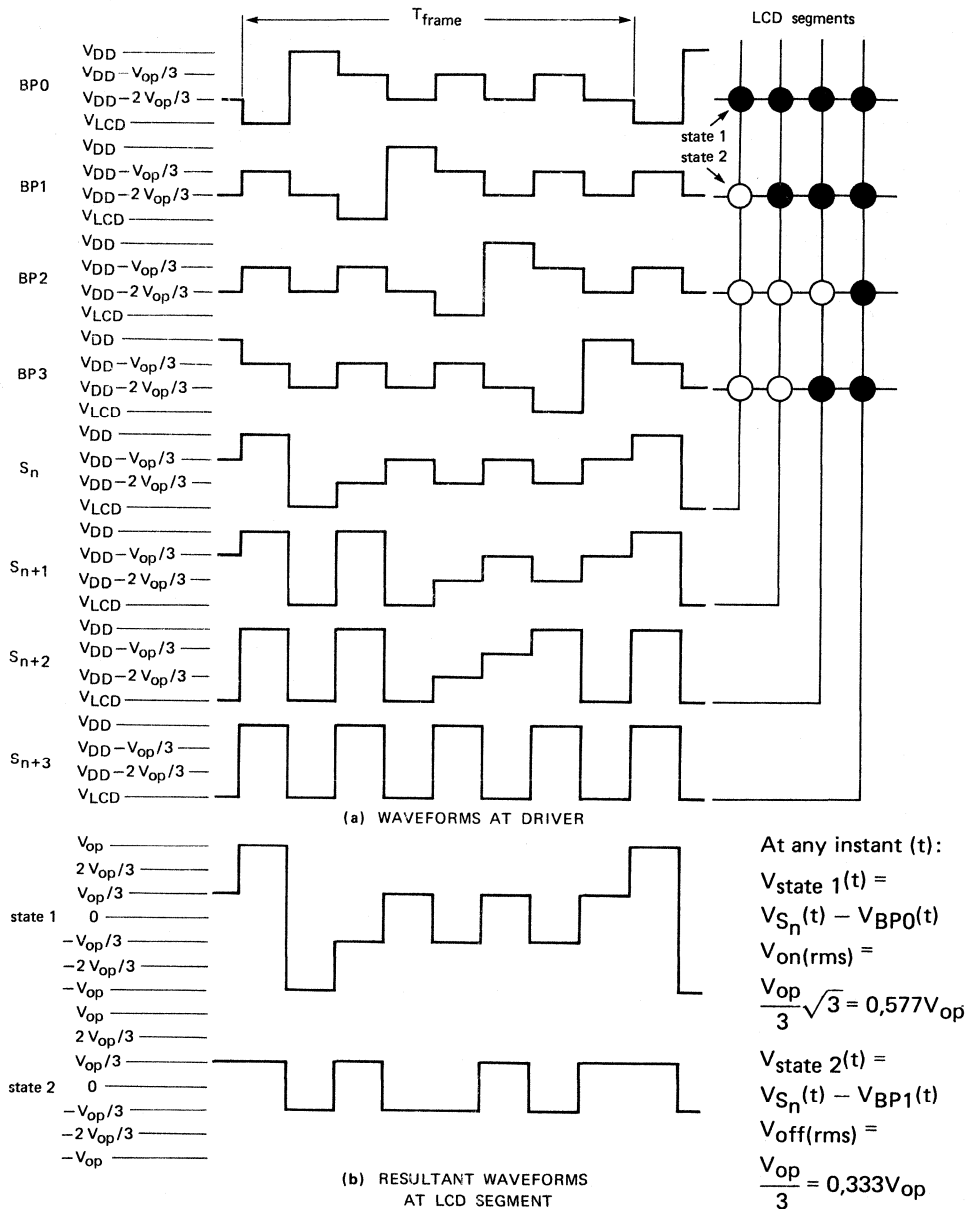 T_frame
LCD segments
BP0
V_DD
V_DD−V_op/3
V_DD−2 V_op/3
V_LCD
state 1
state 2
BP1
V_DD
V_DD−V_op/3
V_DD−2 V_op/3
V_LCD
BP2
V_DD
V_DD−V_op/3
V_DD−2 V_op/3
V_LCD
BP3
V_DD
V_DD−V_op/3
V_DD−2 V_op/3
V_LCD
S_n
V_DD
V_DD−V_op/3
V_DD−2 V_op/3
V_LCD
S_n+1
V_DD
V_DD−V_op/3
V_DD−2 V_op/3
V_LCD
S_n+2
V_DD
V_DD−V_op/3
V_DD−2 V_op/3
V_LCD
S_n+3
V_DD
V_DD−V_op/3
V_DD−2 V_op/3
V_LCD
(a) WAVEFORMS AT DRIVER
state 1
V_op
2 V_op/3
V_op/3
0
−V_op/3
−2 V_op/3
−V_op
state 2
V_op
2 V_op/3
V_op/3
0
−V_op/3
−2 V_op/3
−V_op
(b) RESULTANT WAVEFORMS
AT LCD SEGMENT
At any instant (t):
V_state 1(t) =
V_Sn(t) − V_BP0(t)
V_on(rms) =
V_op/3 √3 = 0,577V_op
V_state 2(t) =
V_Sn(t) − V_BP1(t)
V_off(rms) =
V_op/3 = 0,333V_op